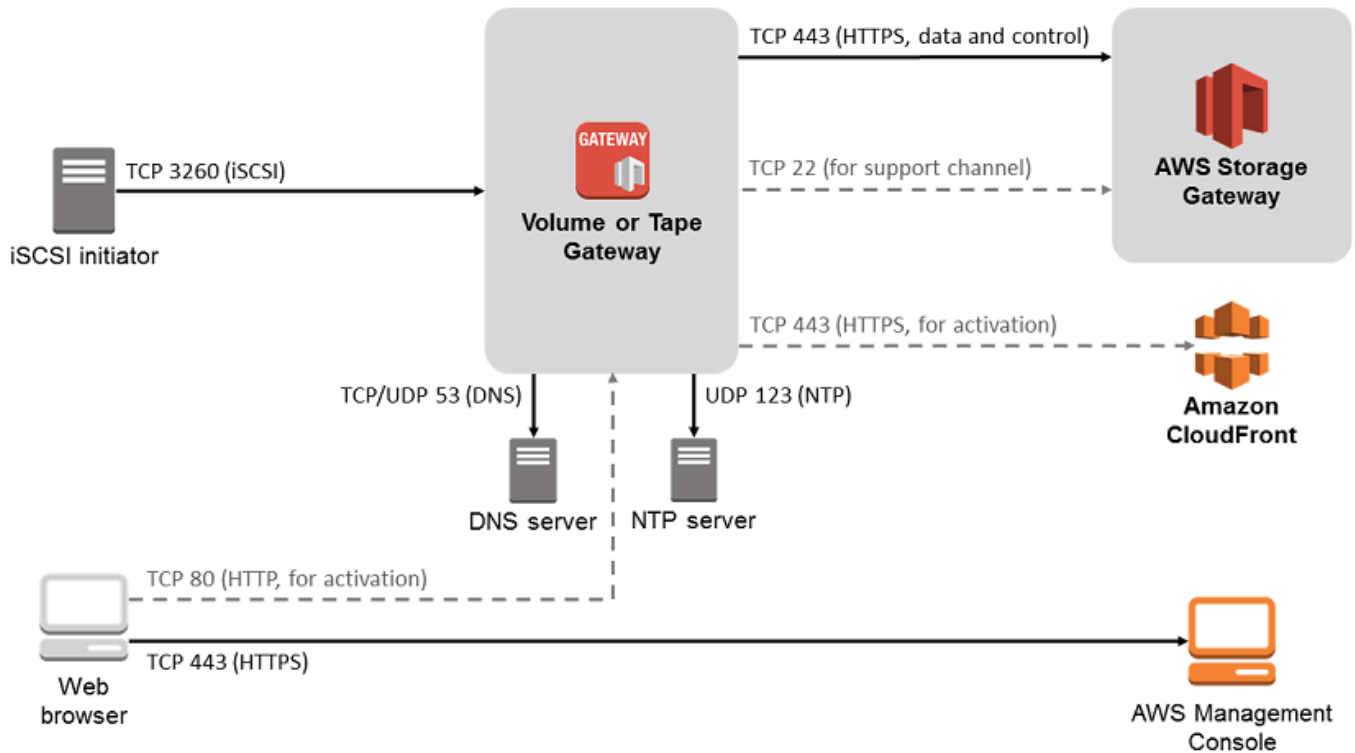 TCP 443 (HTTPS, data and control)
TCP 3260 (iSCSI)
iSCSI initiator
GATEWAY
Volume or Tape
Gateway
TCP 22 (for support channel)
AWS Storage
Gateway
TCP 443 (HTTPS, for activation)
Amazon
CloudFront
TCP/UDP 53 (DNS)
UDP 123 (NTP)
DNS server
NTP server
TCP 80 (HTTP, for activation)
TCP 443 (HTTPS)
Web
browser
AWS Management
Console